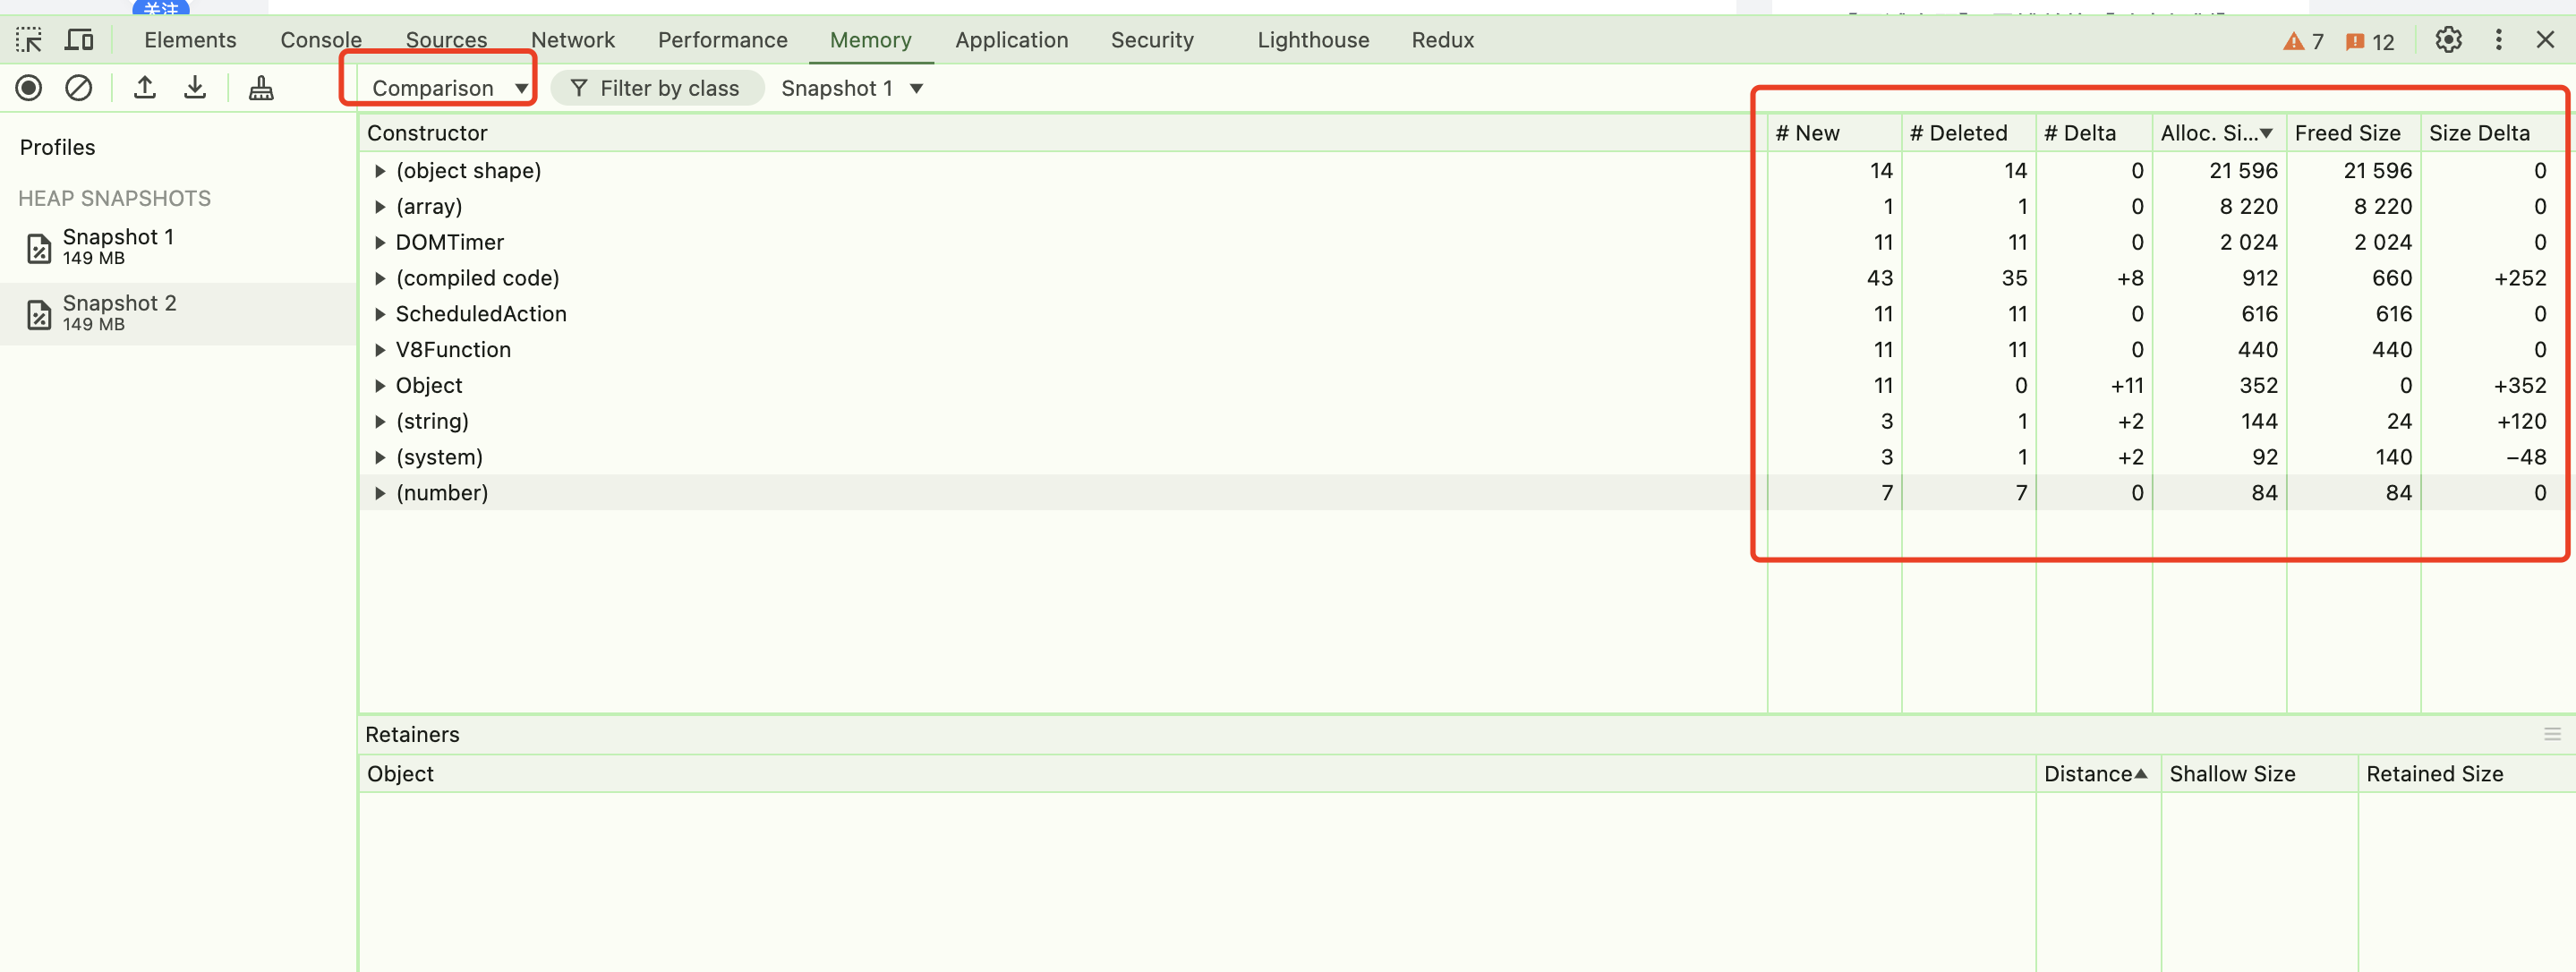 关注
Elements Console Sources Network Performance Memory Application Security Lighthouse Redux 7 12
Comparison Filter by class Snapshot 1
Profiles
HEAP SNAPSHOTS
Snapshot 1
149 MB
Snapshot 2
149 MB
Constructor # New # Deleted # Delta Alloc. Si... Freed Size Size Delta
(object shape) 14 14 0 21 596 21 596 0
(array) 1 1 0 8 220 8 220 0
DOMTimer 11 11 0 2 024 2 024 0
(compiled code) 43 35 +8 912 660 +252
ScheduledAction 11 11 0 616 616 0
V8Function 11 11 0 440 440 0
Object 11 0 +11 352 0 +352
(string) 3 1 +2 144 24 +120
(system) 3 1 +2 92 140 −48
(number) 7 7 0 84 84 0
Retainers
Object Distance Shallow Size Retained Size